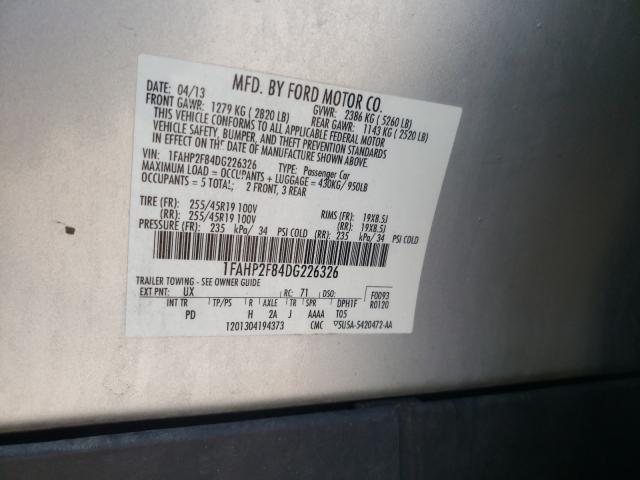 MFD. BY FORD MOTOR CO.
DATE: 04/13 GVWR: 2386 KG ( 5260 LB)
FRONT GAWR: 1279 KG ( 2820 LB) REAR GAWR: 1143 KG ( 2520 LB)
THIS VEHICLE CONFORMS TO ALL APPLICABLE FEDERAL MOTOR
VEHICLE SAFETY, BUMPER, AND THEFT PREVENTION STANDARDS
IN EFFECT ON THE DATE OF MANUFACTURE SHOWN ABOVE.
VIN: 1FAHP2F84DG226326 TYPE: Passenger Car
MAXIMUM LOAD = OCCUPANTS + LUGGAGE = 430KG/ 950LB
OCCUPANTS = 5 TOTAL; 2 FRONT, 3 REAR
TIRE (FR): 255/45R19 100V RIMS (FR): 19X8.5J
(RR): 255/45R19 100V (RR): 19X8.5J
PRESSURE (FR): 235 kPa/ 34 PSI COLD (RR): 235 kPa/ 34 PSI COLD
1FAHP2F84DG226326
TRAILER TOWING - SEE OWNER GUIDE
EXT PNT: UX RC: 71 DSO: F0093
INT TR TP/PS R AXLE TR SPR DPH1F R0120
PD H 2A J AAAA T05
1201304194373 CMC 5USA-5420472-AA